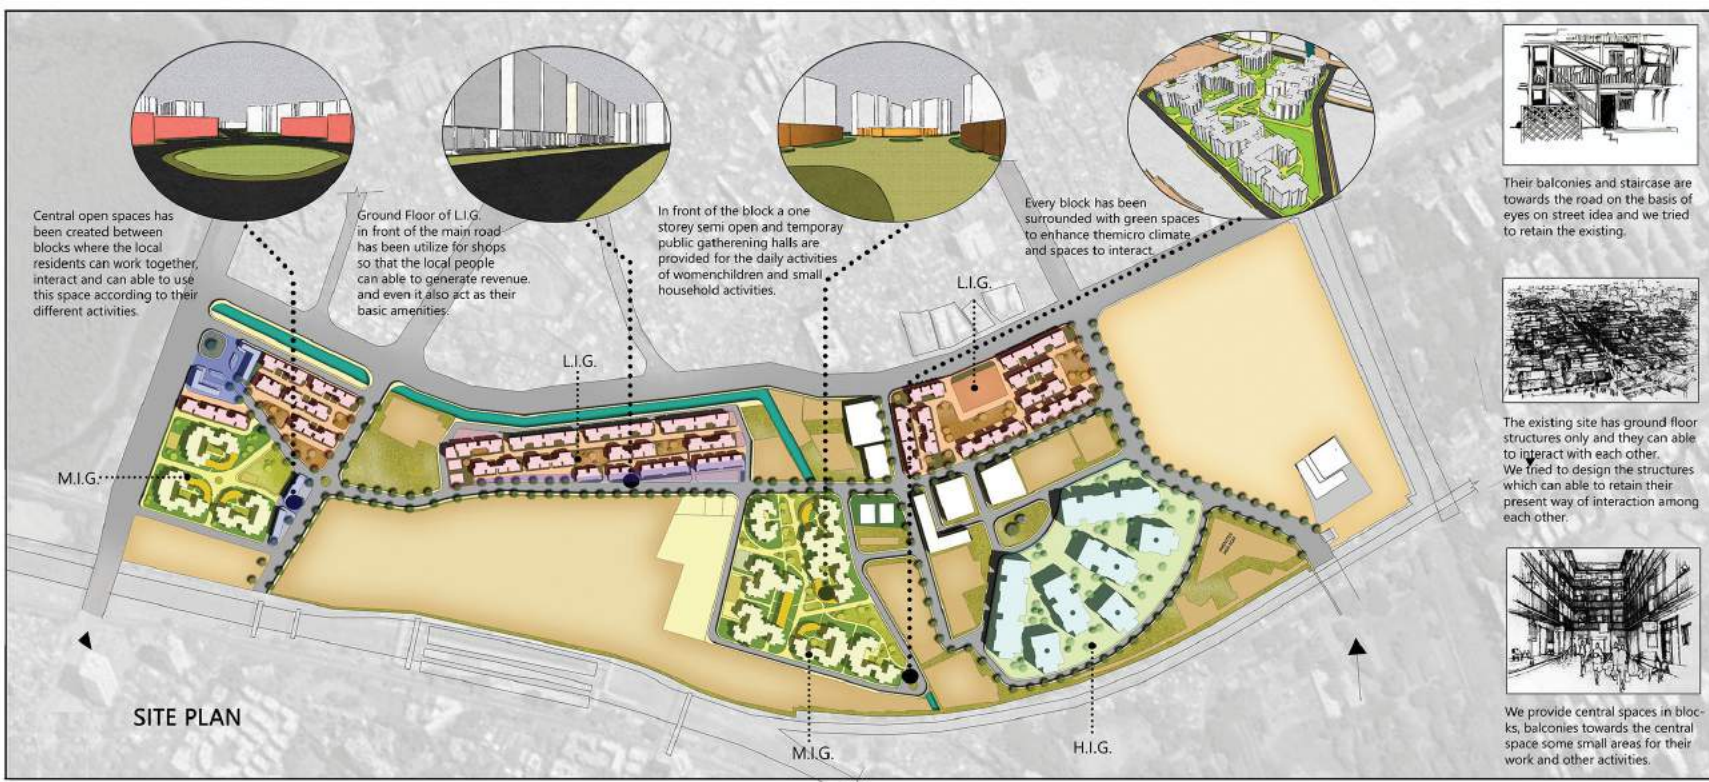 Central open spaces has
been created between
blocks where the local
residents can work together,
interact and can able to use
this space according to their
different activities.
Ground Floor of L.I.G.
in front of the main road
has been utilize for shops
so that the local people
can able to generate revenue.
and even it also act as their
basic amenities.
In front of the block a one
storey semi open and temporay
public gatherening halls are
provided for the daily activities
of womenchildren and small
household activities.
Every block has been
surrounded with green spaces
to enhance themicro climate
and spaces to interact.
L.I.G.
L.I.G.
M.I.G.
M.I.G.
H.I.G.
SITE PLAN
Their balconies and staircase are
towards the road on the basis of
eyes on street idea and we tried
to retain the existing.
The existing site has ground floor
structures only and they can able
to interact with each other.
We tried to design the structures
which can able to retain their
present way of interaction among
each other.
We provide central spaces in bloc-
ks, balconies towards the central
space some small areas for their
work and other activities.